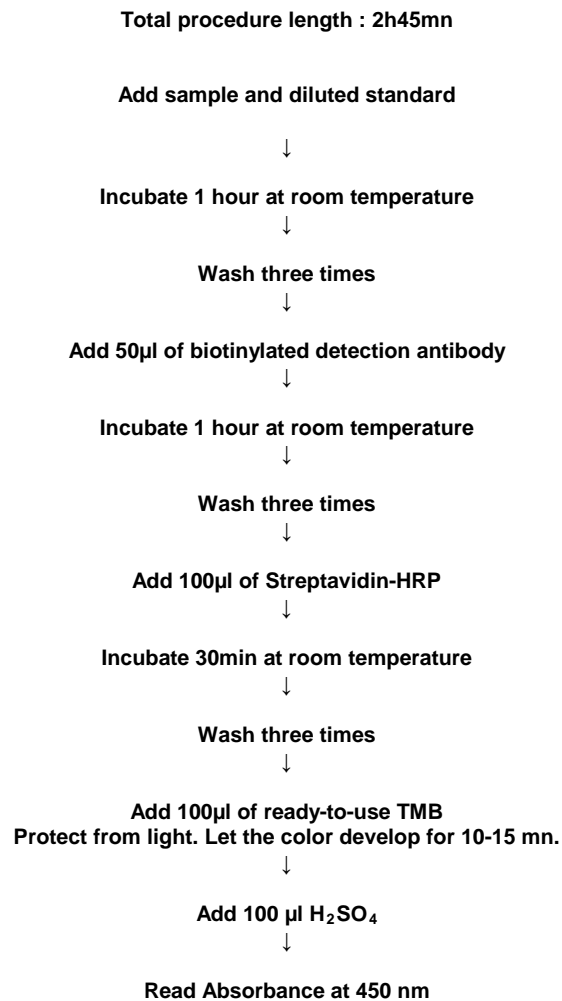 Total procedure length : 2h45mn
Add sample and diluted standard
↓
Incubate 1 hour at room temperature
↓
Wash three times
↓
Add 50µl of biotinylated detection antibody
↓
Incubate 1 hour at room temperature
↓
Wash three times
↓
Add 100µl of Streptavidin-HRP
↓
Incubate 30min at room temperature
↓
Wash three times
↓
Add 100µl of ready-to-use TMB
Protect from light. Let the color develop for 10-15 mn.
↓
Add 100 µl H₂SO₄
↓
Read Absorbance at 450 nm